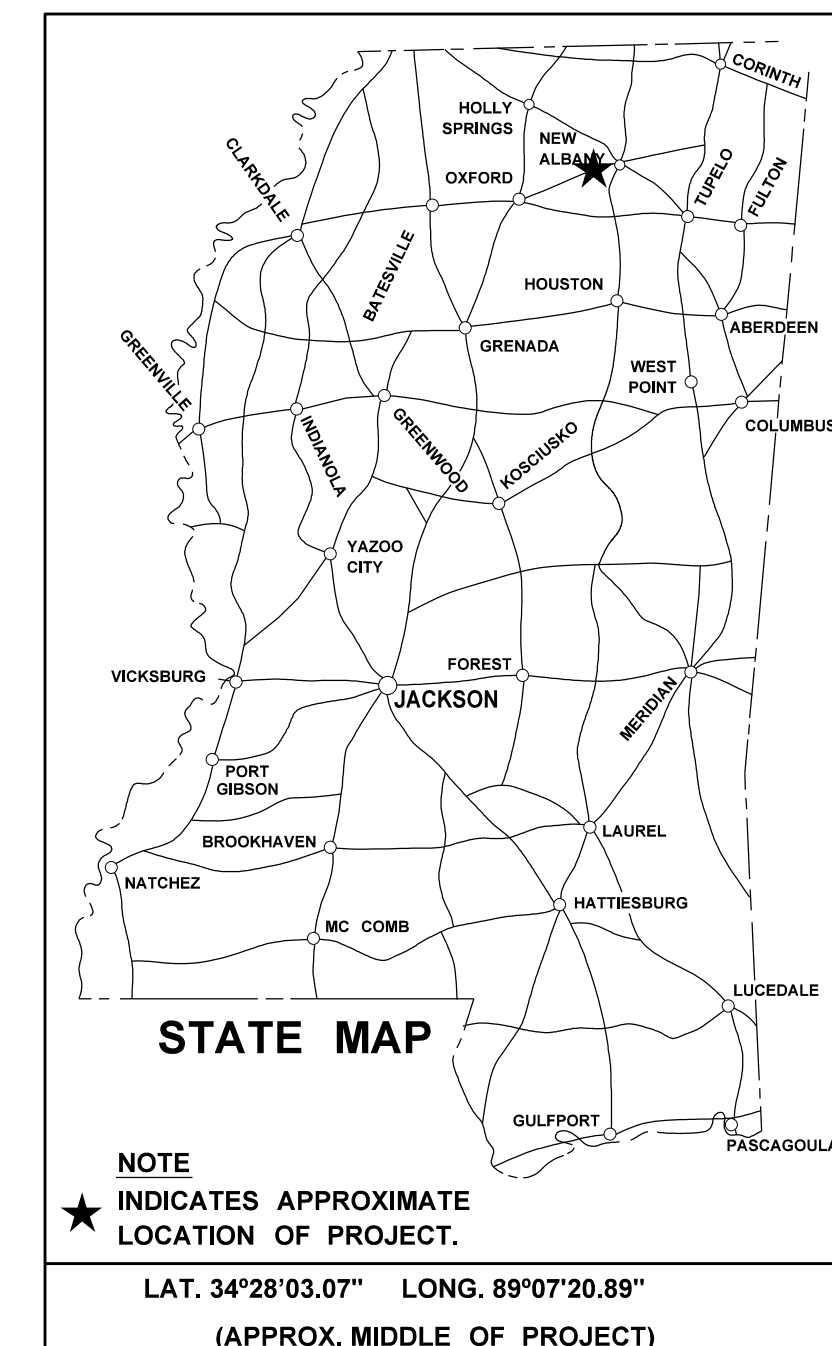 CORINTH
HOLLY
SPRINGS
NEW
ALBANY
CLARKDALE
OXFORD
TUPELO
FULTON
BATESVILLE
HOUSTON
ABERDEEN
GRENADA
GREENVILLE
WEST
POINT
COLUMBUS
INDIANOLA
GREENWOOD
KOSCIUSKO
YAZOO
CITY
VICKSBURG
FOREST
JACKSON
MERIDIAN
PORT
GIBSON
LAUREL
BROOKHAVEN
NATCHEZ
HATTIESBURG
MC COMB
LUCEDALE
STATE MAP
GULFPORT
PASCAGOULA
NOTE
INDICATES APPROXIMATE
LOCATION OF PROJECT.
LAT. 34º28'03.07" LONG. 89º07'20.89"
(APPROX. MIDDLE OF PROJECT)